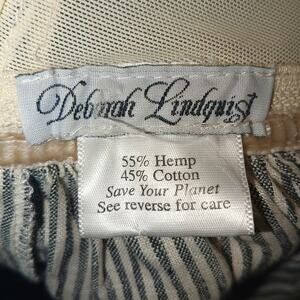 Deborah Lindquist
55% Hemp
45% Cotton
Save Your Planet
See reverse for care